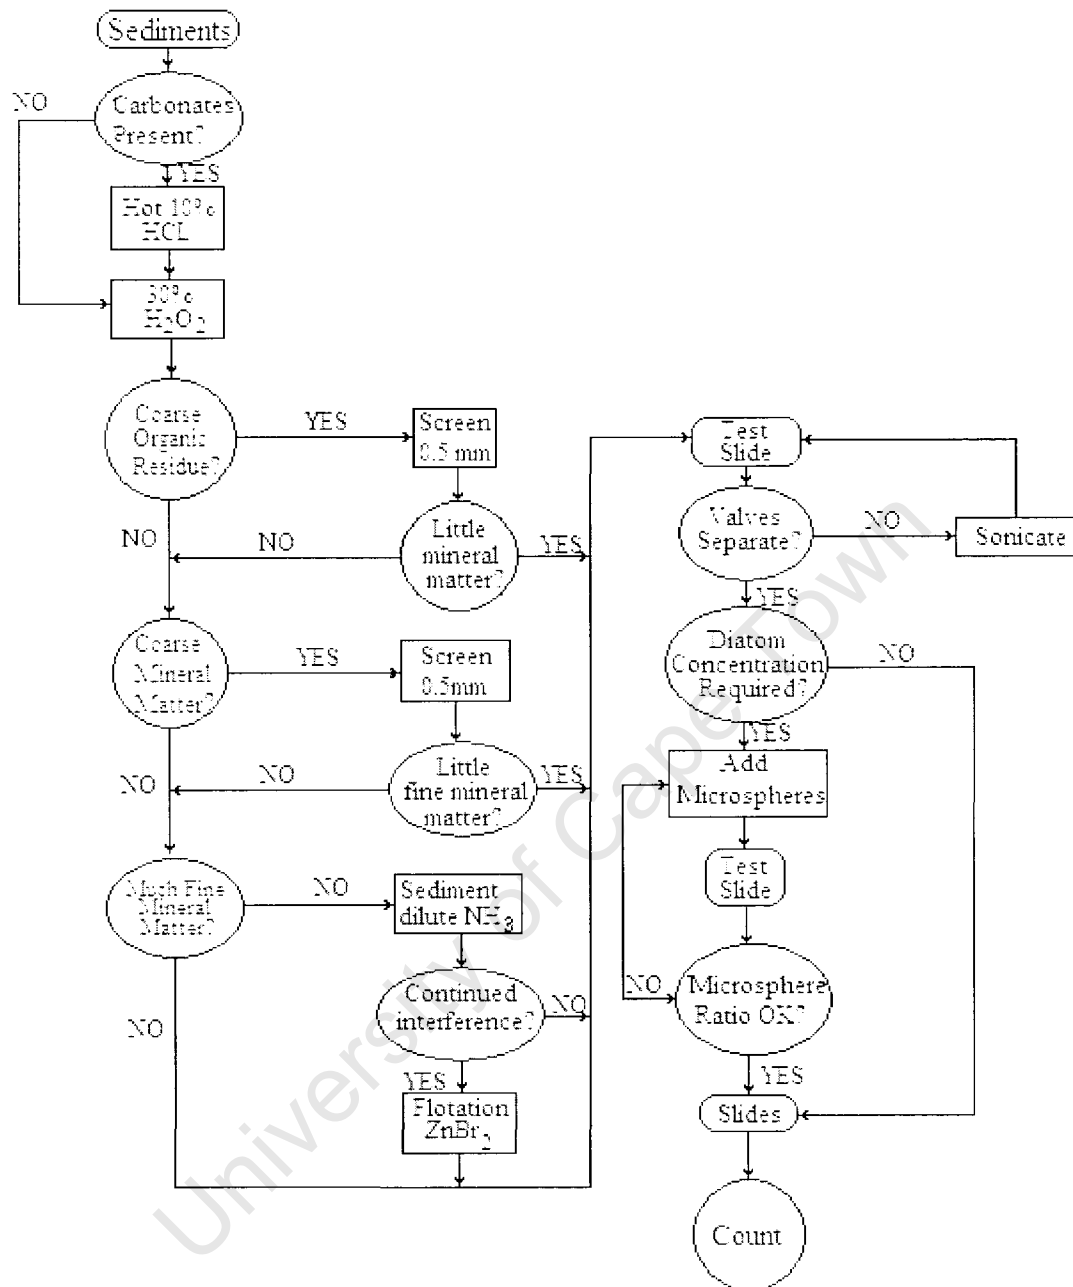 Sediments
NO
Carbonates
Present?
YES
Hot 10%
HCL
30%
H₂O₂
Coarse
Organic
Residue?
YES
Screen
0.5 mm
NO
NO
Little
mineral
matter?
YES
Coarse
Mineral
Matter?
YES
Screen
0.5mm
NO
NO
Little
fine mineral
matter?
YES
Much Fine
Mineral
Matter?
NO
Sediment
dilute NH₃
NO
Continued
interference?
NO
YES
Flotation
ZnBr₂
Test
Slide
Valves
Separate?
NO
Sonicate
YES
Diatom
Concentration
Required?
NO
YES
Add
Microspheres
Test
Slide
NO
Microsphere
Ratio OK?
YES
Slides
Count
University of Cape Town